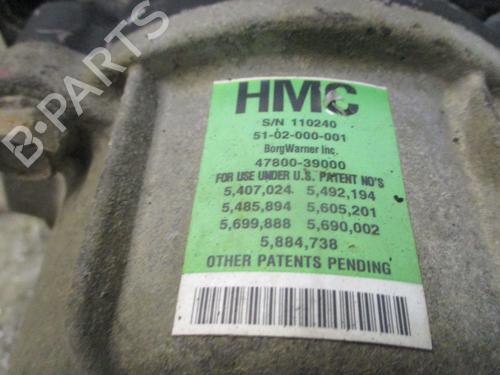 HMC
S/N 110240
51-02-000-001
BorgWarner Inc.
47800-39000
FOR USE UNDER U.S. PATENT NO'S
5,407,024 5,492,194
5,485,894 5,605,201
5,699,888 5,690,002
5,884,738
OTHER PATENTS PENDING
B-PARTS